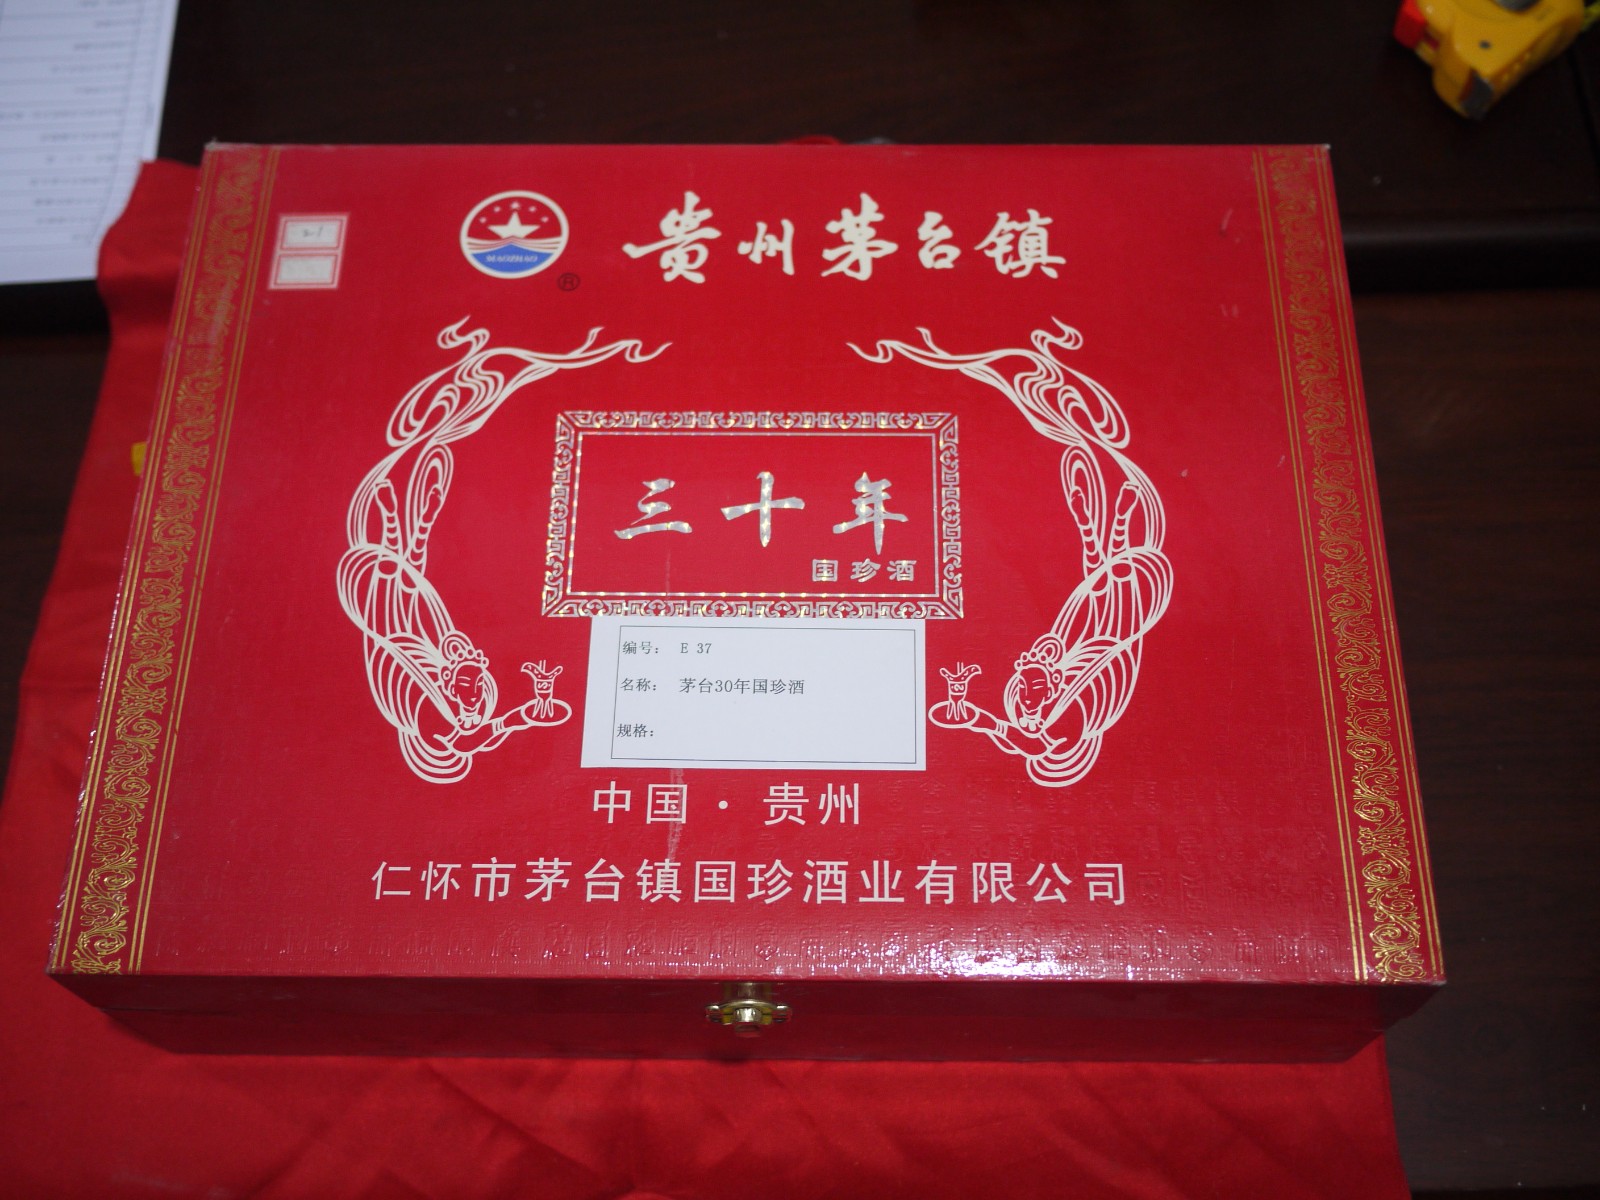 贵州茅台镇
MAOZHAO
®
21
三十年
国珍酒
编号： E 37
名称： 茅台30年国珍酒
规格：
中国·贵州
仁怀市茅台镇国珍酒业有限公司